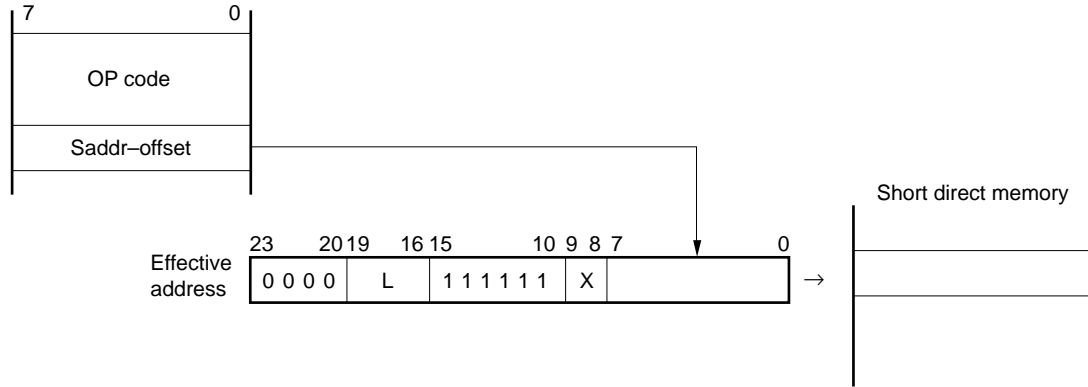 7 0
OP code
Saddr–offset
Short direct memory
23 20 19 16 15 10 9 8 7 0
Effective
address
0 0 0 0 L 1 1 1 1 1 1 X →